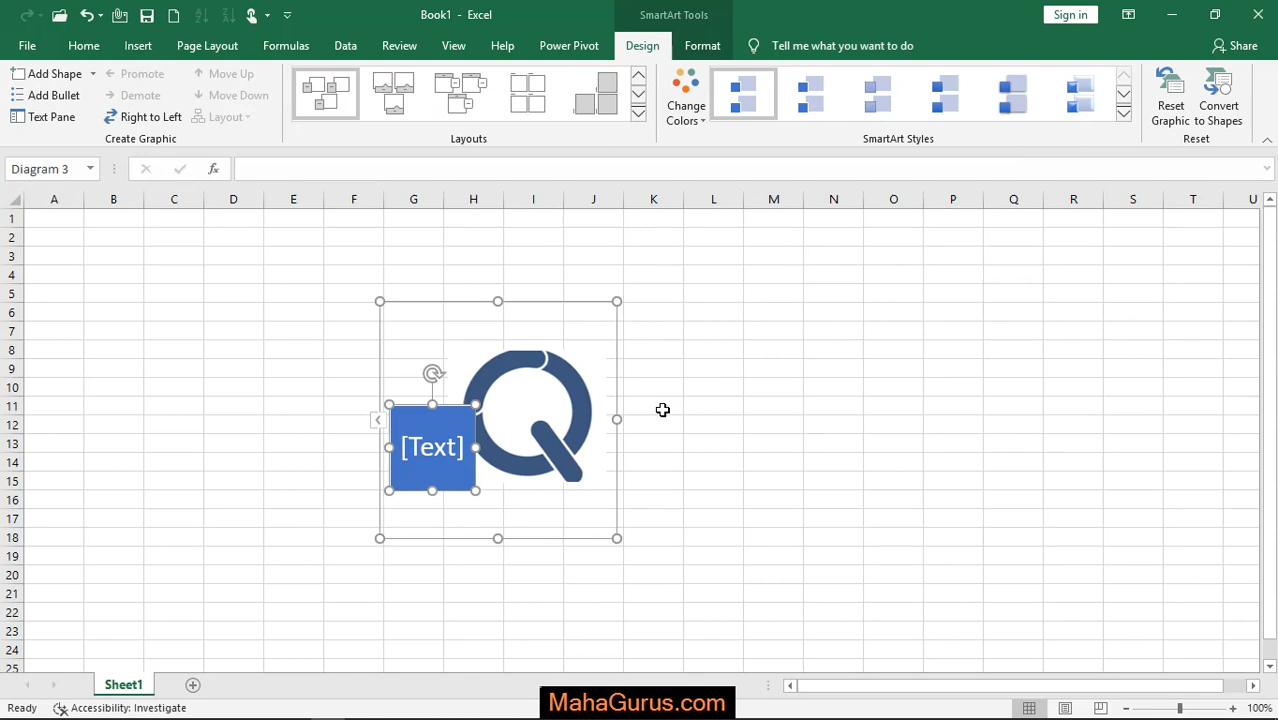 Book1 - Excel
SmartArt Tools
Sign in
File Home Insert Page Layout Formulas Data Review View Help Power Pivot Design Format Tell me what you want to do Share
Add Shape Promote Move Up
Add Bullet Demote Move Down
Text Pane Right to Left Layout
Create Graphic
Layouts
Change Colors
SmartArt Styles
Reset Graphic
Convert to Shapes
Reset
Diagram 3
fx
A B C D E F G H I J K L M N O P Q R S T U
1
2
3
4
5
6
7
8
9
10
11
12
13
14
15
16
17
18
19
20
21
22
23
24
25
[Text]
Q
Sheet1
Ready Accessibility: Investigate
MahaGurus.com
100%